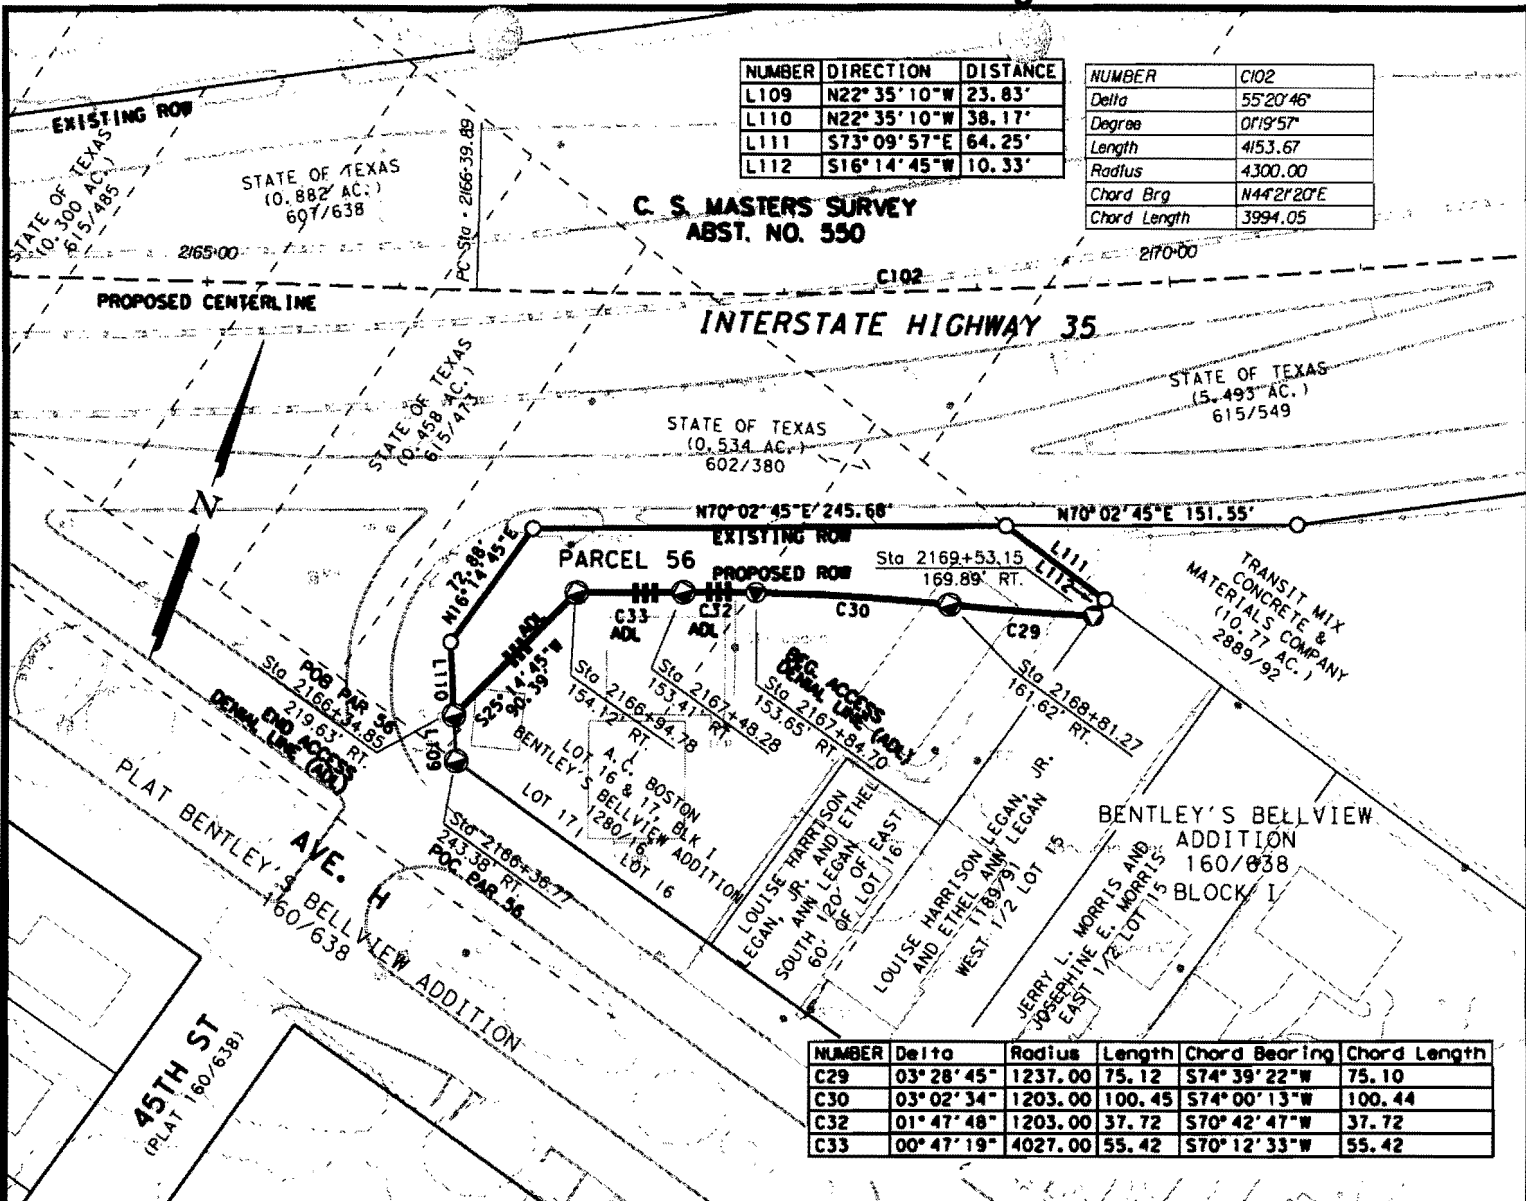 NUMBER DIRECTION DISTANCE
L109 N22°35'10"W 23.83'
L110 N22°35'10"W 38.17'
L111 S73°09'57"E 64.25'
L112 S16°14'45"W 10.33'
NUMBER C102
Delta 55°20'46"
Degree 01°19'57"
Length 4153.67
Radius 4300.00
Chord Brg N44°21'20"E
Chord Length 3994.05
EXISTING ROW
STATE OF TEXAS
(0.300 AC.)
615/485
STATE OF TEXAS
(0.882 AC.)
607/638
PC Sta. 2166+39.89
C. S. MASTERS SURVEY
ABST. NO. 550
2165+00
2170+00
C102
PROPOSED CENTERLINE
INTERSTATE HIGHWAY 35
STATE OF TEXAS
(0.458 AC.)
615/473
STATE OF TEXAS
(0.534 AC.)
602/380
STATE OF TEXAS
(5.493 AC.)
615/549
N
N70°02'45"E 245.68'
N70°02'45"E 151.55'
EXISTING ROW
PARCEL 56
PROPOSED ROW
Sta 2169+53.15
169.89' RT.
L111
L112
72.88'
N16°14'45"E
ADL
C33
ADL
C32
ADL
C30
C29
L110
S25°14'45"W
90.39'
L109
TRANSIT MIX
CONCRETE &
MATERIALS COMPANY
(10.77 AC.)
2889/92
POB PAR 56
Sta 2166+34.85
219.63' RT.
END ACCESS
DENIAL LINE (ADL)
Sta 2166+94.78
154.12' RT.
Sta 2167+48.28
153.41' RT.
BEG. ACCESS
DENIAL LINE (ADL)
Sta 2167+84.70
153.65' RT.
Sta 2168+81.27
161.62' RT.
A.C. BOSTON
LOT 16 & 17, BLK I
BENTLEY'S BELLVIEW ADDITION
1280/16
LOT 17
LOT 16
Sta 2166+36.77
243.38' RT.
POC PAR 56
PLAT BENTLEY'S BELLVIEW ADDITION
160/638
AVE. H
LOUISE HARRISON
LEGAN, JR. AND ETHEL
ANN LEGAN
SOUTH 120' OF EAST
60' OF LOT 16
LOUISE HARRISON LEGAN, JR.
AND ETHEL ANN LEGAN
1189/91
WEST 1/2 LOT 15
JERRY L. MORRIS AND
JOSEPHINE E. MORRIS
EAST 1/2 LOT 15
BENTLEY'S BELLVIEW
ADDITION
160/638
BLOCK I
45TH ST
(PLAT 160/638)
NUMBER Delta Radius Length Chord Bearing Chord Length
C29 03°28'45" 1237.00 75.12 S74°39'22"W 75.10
C30 03°02'34" 1203.00 100.45 S74°00'13"W 100.44
C32 01°47'48" 1203.00 37.72 S70°42'47"W 37.72
C33 00°47'19" 4027.00 55.42 S70°12'33"W 55.42